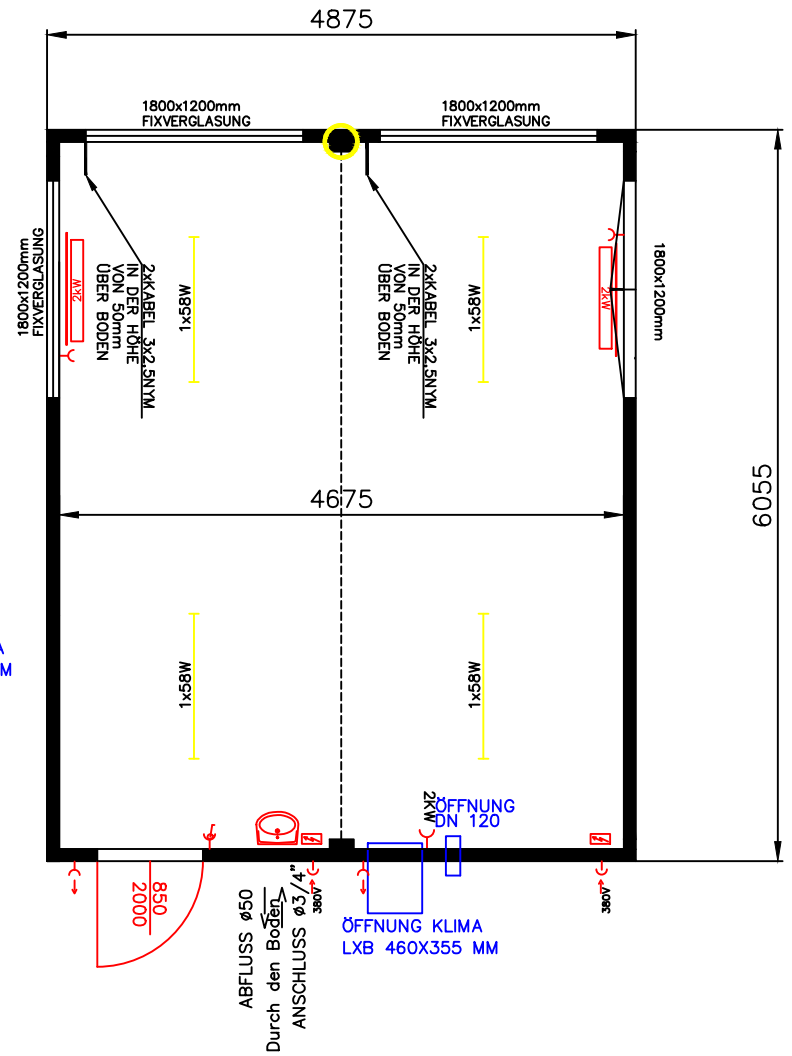 4875
1800x1200mm
FIXVERGLASUNG
1800x1200mm
FIXVERGLASUNG
1800x1200mm
FIXVERGLASUNG
2kW
2xKABEL 3x2,5NYM
IN DER HÖHE
VON 50mm
ÜBER BODEN
1x58W
2xKABEL 3x2,5NYM
IN DER HÖHE
VON 50mm
ÜBER BODEN
1x58W
2kW
1800x1200mm
4675
6055
A
M
1x58W
1x58W
2KW
ÖFFNUNG
DN 120
850
2000
ABFLUSS ø50
Durch den Boden
ANSCHLUSS ø3/4"
380V
380V
ÖFFNUNG KLIMA
LXB 460X355 MM